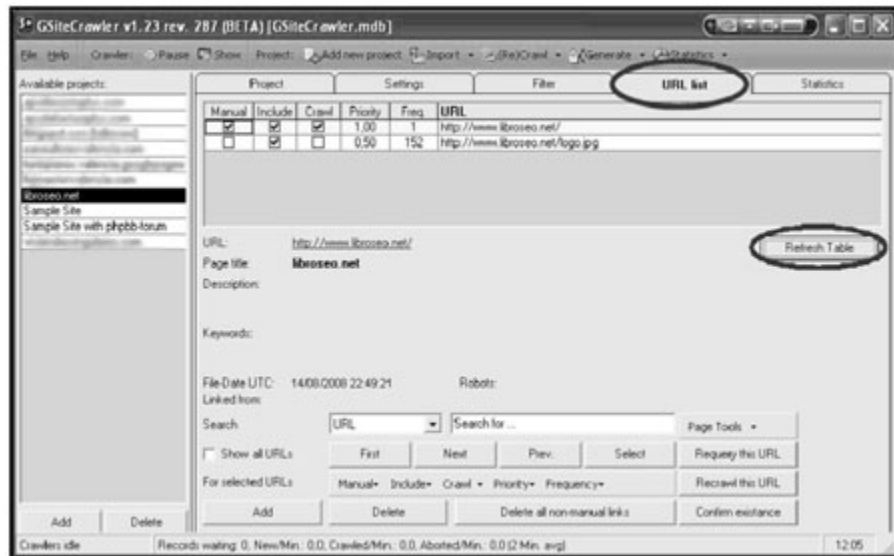 GSiteCrawler v1.23 rev. 287 (BETA) [GSiteCrawler.mdb]
File Help Crawler: Pause Show Project: Add new project Import (Re)Crawl Generate Statistics
Available projects:
libroseo.net
Sample Site
Sample Site with phpbb-forum
Add Delete
Project Settings Filter URL list Statistics
Manual Include Crawl Priority Freq URL
1,00 1 http://www.libroseo.net/
0,50 152 http://www.libroseo.net/logo.jpg
Refresh Table
URL: http://www.libroseo.net/
Page title: libroseo.net
Description:
Keywords:
File-Date UTC: 14/08/2008 22:49:21 Robots:
Linked from:
Search URL Search for ... Page Tools
Show all URLs First Next Prev. Select Requery this URL
For selected URLs Manual Include Crawl Priority Frequency Recrawl this URL
Add Delete Delete all non-manual links Confirm existance
Crawlers idle Records waiting: 0, New/Min.: 0,0, Crawled/Min.: 0,0, Aborted/Min.: 0,0 (2 Min. avg) 12:05